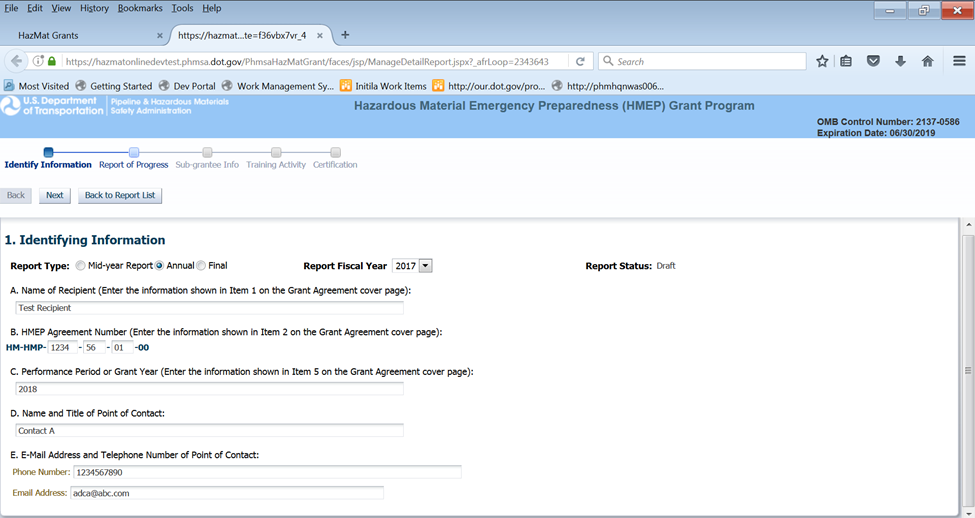 File Edit View History Bookmarks Tools Help
HazMat Grants × https://hazmat...te=f36vbx7vr_4 × +
https://hazmatonlinedevtest.phmsa.dot.gov/PhmsaHazMatGrant/faces/jsp/ManageDetailReport.jspx?_afrLoop=2343643 Search
Most Visited Getting Started Dev Portal Work Management Sy... Initila Work Items http://our.dot.gov/pro... http://phmhqnwas006...
U.S. Department of Transportation
Pipeline & Hazardous Materials Safety Administration
Hazardous Material Emergency Preparedness (HMEP) Grant Program
OMB Control Number: 2137-0586
Expiration Date: 06/30/2019
Identify Information Report of Progress Sub-grantee Info Training Activity Certification
Back Next Back to Report List
1. Identifying Information
Report Type: Mid-year Report Annual Final Report Fiscal Year 2017 Report Status: Draft
A. Name of Recipient (Enter the information shown in Item 1 on the Grant Agreement cover page):
Test Recipient
B. HMEP Agreement Number (Enter the information shown in Item 2 on the Grant Agreement cover page):
HM-HMP- 1234 - 56 - 01 -00
C. Performance Period or Grant Year (Enter the information shown in Item 5 on the Grant Agreement cover page):
2018
D. Name and Title of Point of Contact:
Contact A
E. E-Mail Address and Telephone Number of Point of Contact:
Phone Number: 1234567890
Email Address: adca@abc.com